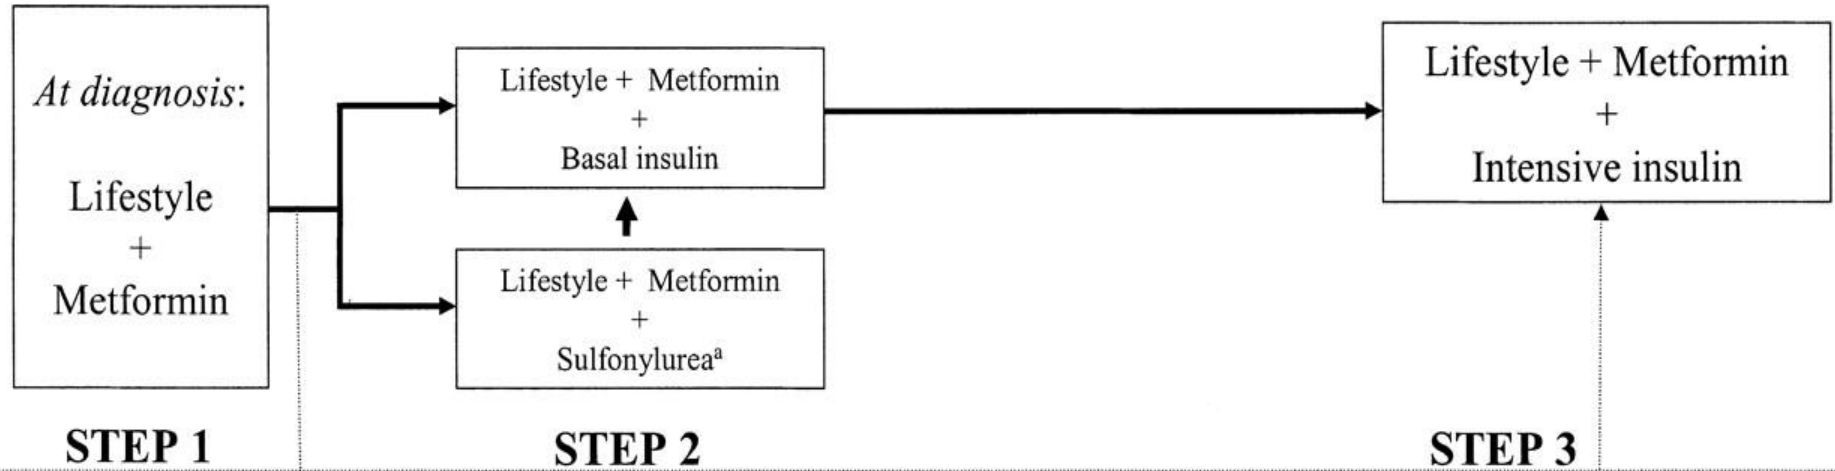 At diagnosis:
Lifestyle
+
Metformin
Lifestyle + Metformin
+
Basal insulin
Lifestyle + Metformin
+
Sulfonylureaᵃ
Lifestyle + Metformin
+
Intensive insulin
STEP 1
STEP 2
STEP 3